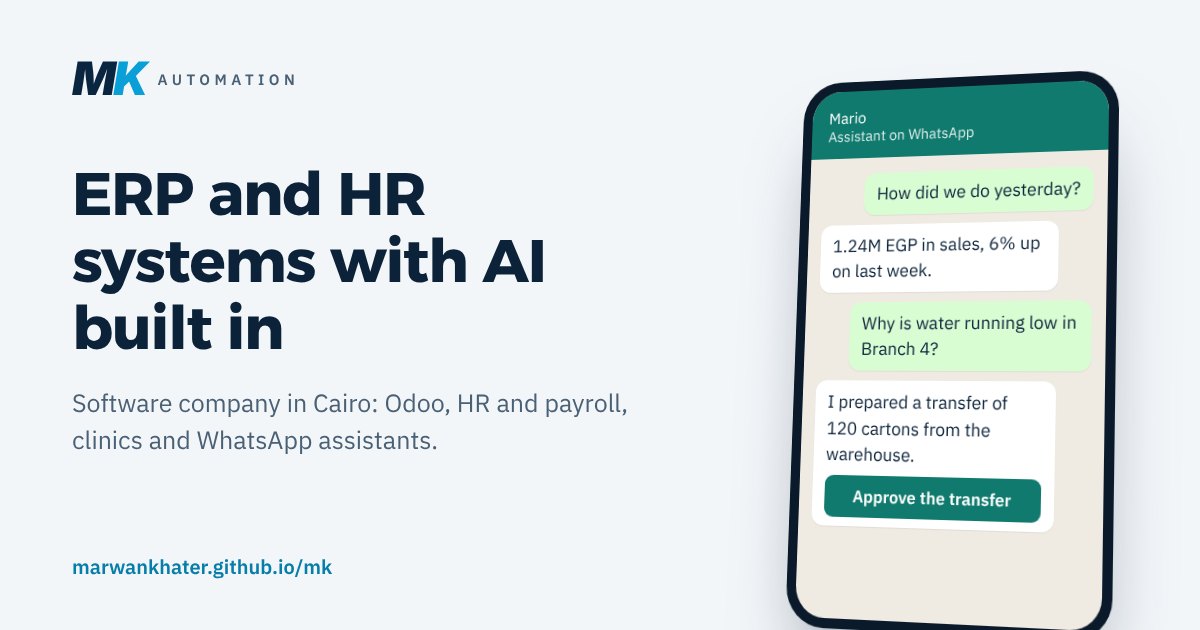 MK AUTOMATION
ERP and HR
systems with AI
built in
Software company in Cairo: Odoo, HR and payroll,
clinics and WhatsApp assistants.
marwankhater.github.io/mk
Mario
Assistant on WhatsApp
How did we do yesterday?
1.24M EGP in sales, 6% up
on last week.
Why is water running low in
Branch 4?
I prepared a transfer of
120 cartons from the
warehouse.
Approve the transfer